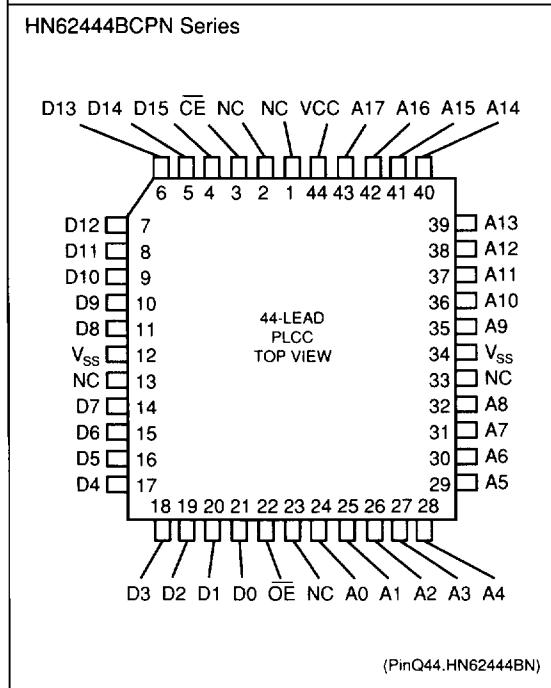 HN62444BCPN Series
D13 D14 D15 C̅E̅ NC NC VCC A17 A16 A15 A14
6 5 4 3 2 1 44 43 42 41 40
D12 7 39 A13
D11 8 38 A12
D10 9 37 A11
D9 10 36 A10
D8 11 35 A9
VSS 12 34 VSS
NC 13 33 NC
D7 14 32 A8
D6 15 31 A7
D5 16 30 A6
D4 17 29 A5
44-LEAD
PLCC
TOP VIEW
18 19 20 21 22 23 24 25 26 27 28
D3 D2 D1 D0 O̅E̅ NC A0 A1 A2 A3 A4
(PinQ44.HN62444BN)